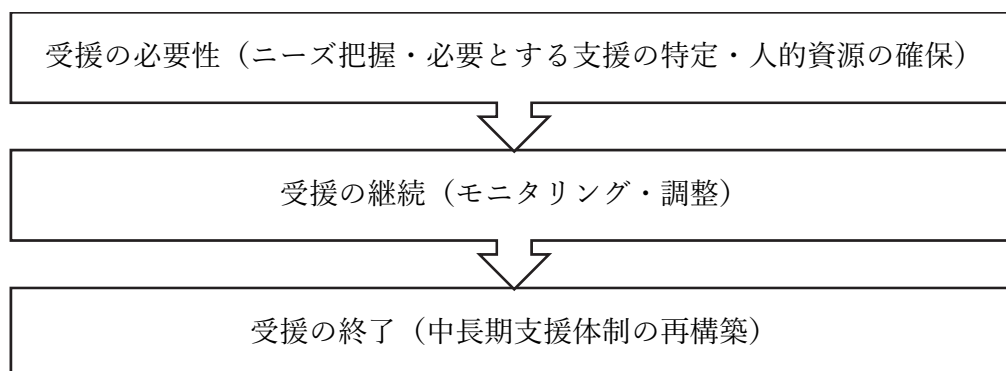 受援の必要性（ニーズ把握・必要とする支援の特定・人的資源の確保）
受援の継続（モニタリング・調整）
受援の終了（中長期支援体制の再構築）